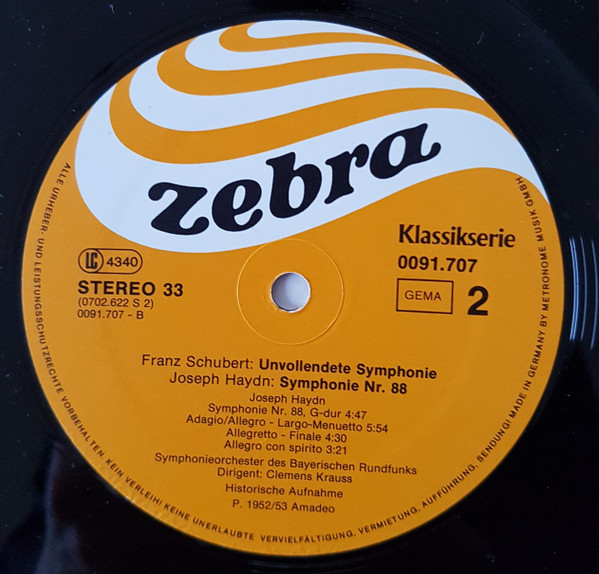 zebra
Klassikserie
0091.707
LC 4340
STEREO 33
(0702.622 S 2)
0091.707 - B
GEMA
2
Franz Schubert: Unvollendete Symphonie
Joseph Haydn: Symphonie Nr. 88
Joseph Haydn
Symphonie Nr. 88, G-dur 4:47
Adagio/Allegro - Largo-Menuetto 5:54
Allegretto - Finale 4:30
Allegro con spirito 3:21
Symphonieorchester des Bayerischen Rundfunks
Dirigent: Clemens Krauss
Historische Aufnahme
P. 1952/53 Amadeo
ALLE URHEBER- UND LEISTUNGSSCHUTZRECHTE VORBEHALTEN. KEIN VERLEIH! KEINE UNERLAUBTE VERVIELFÄLTIGUNG, VERMIETUNG, AUFFÜHRUNG, SENDUNG! MADE IN GERMANY BY METRONOME MUSIK GMBH